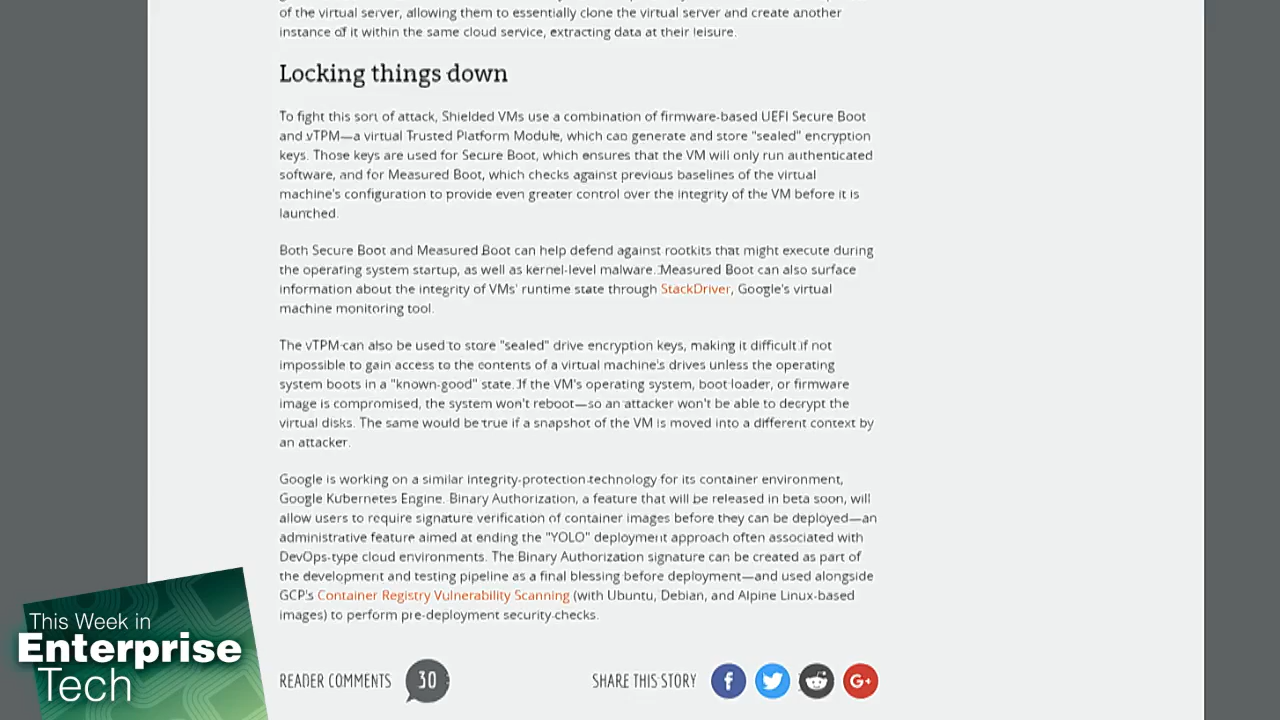 of the virtual server, allowing them to essentially clone the virtual server and create another
instance of it within the same cloud service, extracting data at their leisure.
Locking things down
To fight this sort of attack, Shielded VMs use a combination of firmware-based UEFI Secure Boot
and vTPM—a virtual Trusted Platform Module, which can generate and store "sealed" encryption
keys. Those keys are used for Secure Boot, which ensures that the VM will only run authenticated
software, and for Measured Boot, which checks against previous baselines of the virtual
machine's configuration to provide even greater control over the integrity of the VM before it is
launched.
Both Secure Boot and Measured Boot can help defend against rootkits that might execute during
the operating system startup, as well as kernel-level malware. Measured Boot can also surface
information about the integrity of VMs' runtime state through StackDriver, Google's virtual
machine monitoring tool.
The vTPM can also be used to store "sealed" drive encryption keys, making it difficult if not
impossible to gain access to the contents of a virtual machine's drives unless the operating
system boots in a "known-good" state. If the VM's operating system, boot loader, or firmware
image is compromised, the system won't reboot—so an attacker won't be able to decrypt the
virtual disks. The same would be true if a snapshot of the VM is moved into a different context by
an attacker.
Google is working on a similar integrity-protection technology for its container environment,
Google Kubernetes Engine. Binary Authorization, a feature that will be released in beta soon, will
allow users to require signature verification of container images before they can be deployed—an
administrative feature aimed at ending the "YOLO" deployment approach often associated with
DevOps-type cloud environments. The Binary Authorization signature can be created as part of
the development and testing pipeline as a final blessing before deployment—and used alongside
GCP's Container Registry Vulnerability Scanning (with Ubuntu, Debian, and Alpine Linux-based
images) to perform pre-deployment security checks.
READER COMMENTS 30 SHARE THIS STORY f G+
This Week in
Enterprise
Tech